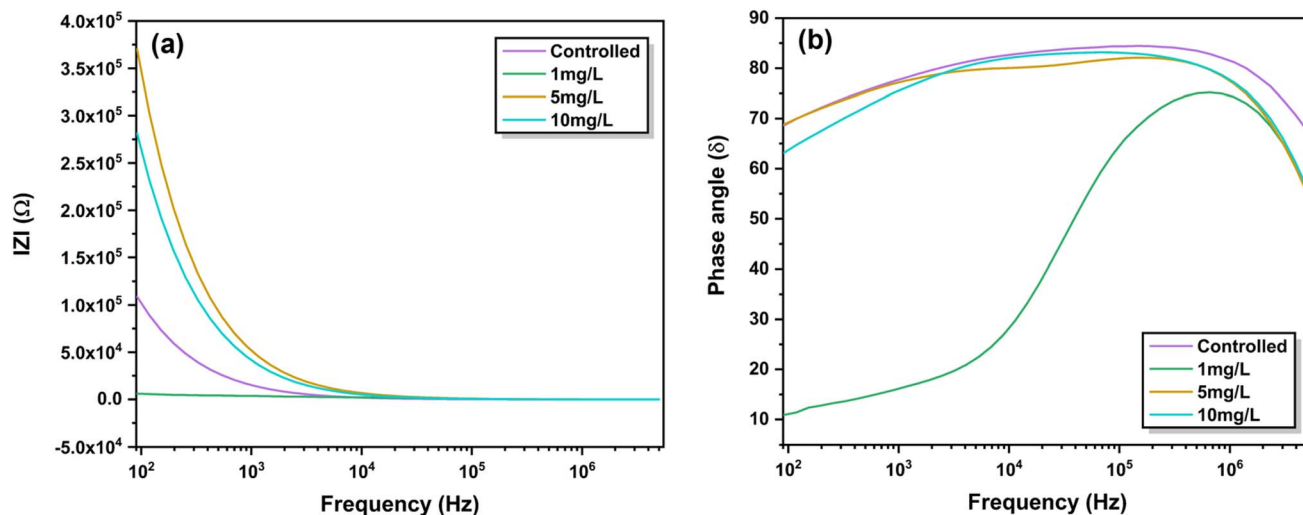 (a)
Controlled
1mg/L
5mg/L
10mg/L
4.0x10⁵
3.5x10⁵
3.0x10⁵
2.5x10⁵
2.0x10⁵
1.5x10⁵
1.0x10⁵
5.0x10⁴
0.0
-5.0x10⁴
IZI (Ω)
10² 10³ 10⁴ 10⁵ 10⁶
Frequency (Hz)
(b)
90
80
70
60
50
40
30
20
10
Phase angle (δ)
Controlled
1mg/L
5mg/L
10mg/L
10² 10³ 10⁴ 10⁵ 10⁶
Frequency (Hz)